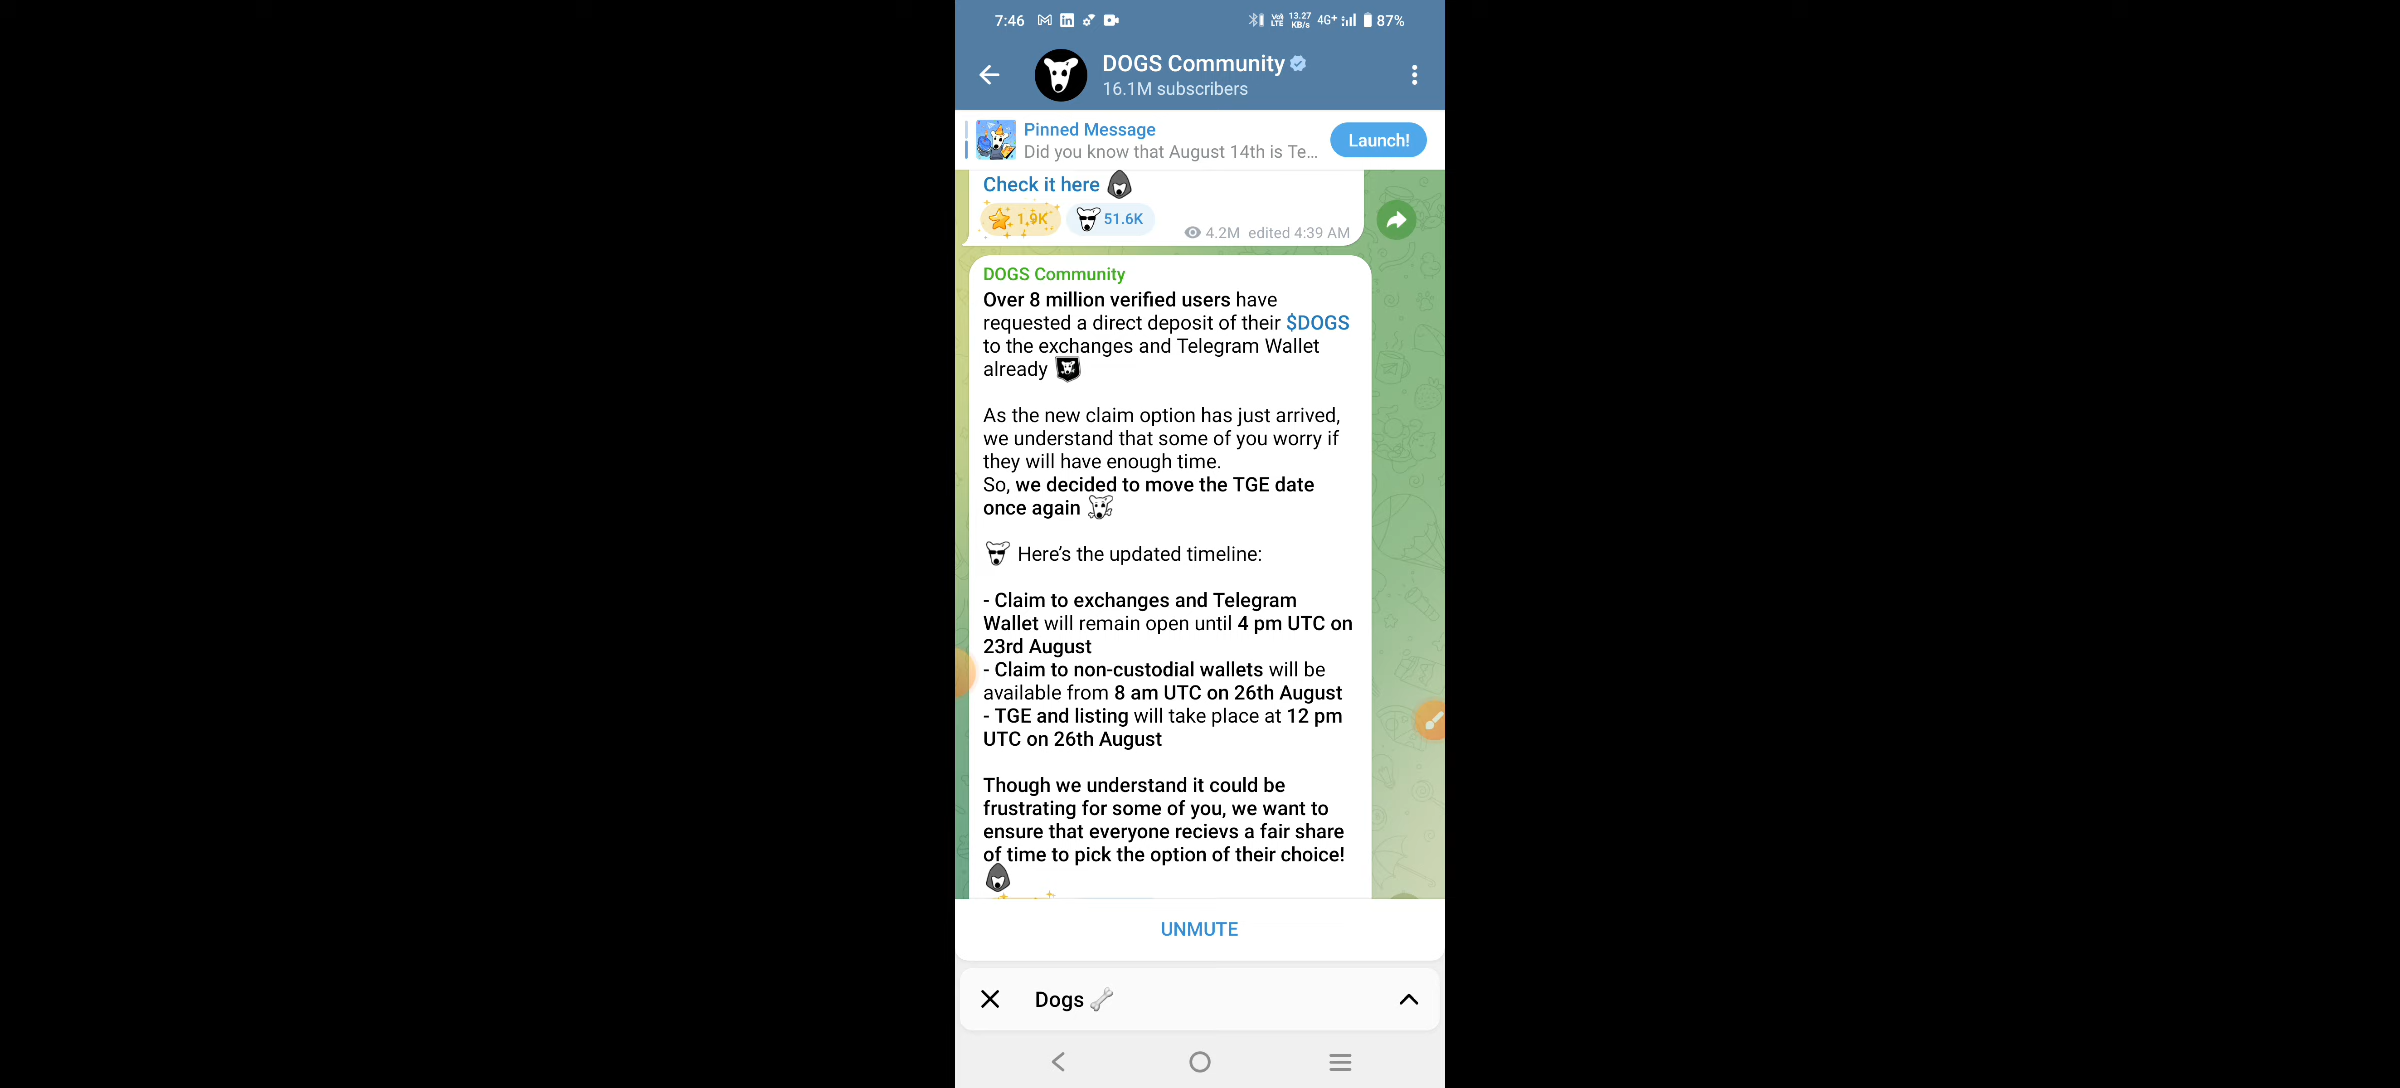 7:46
Vo)) LTE 13.27 KB/s 4G+ 87%
DOGS Community
16.1M subscribers
Pinned Message
Did you know that August 14th is Te...
Launch!
Check it here
1.9K 51.6K
4.2M edited 4:39 AM
DOGS Community
Over 8 million verified users have
requested a direct deposit of their $DOGS
to the exchanges and Telegram Wallet
already
As the new claim option has just arrived,
we understand that some of you worry if
they will have enough time.
So, we decided to move the TGE date
once again
Here's the updated timeline:
- Claim to exchanges and Telegram
Wallet will remain open until 4 pm UTC on
23rd August
- Claim to non-custodial wallets will be
available from 8 am UTC on 26th August
- TGE and listing will take place at 12 pm
UTC on 26th August
Though we understand it could be
frustrating for some of you, we want to
ensure that everyone recievs a fair share
of time to pick the option of their choice!
UNMUTE
Dogs